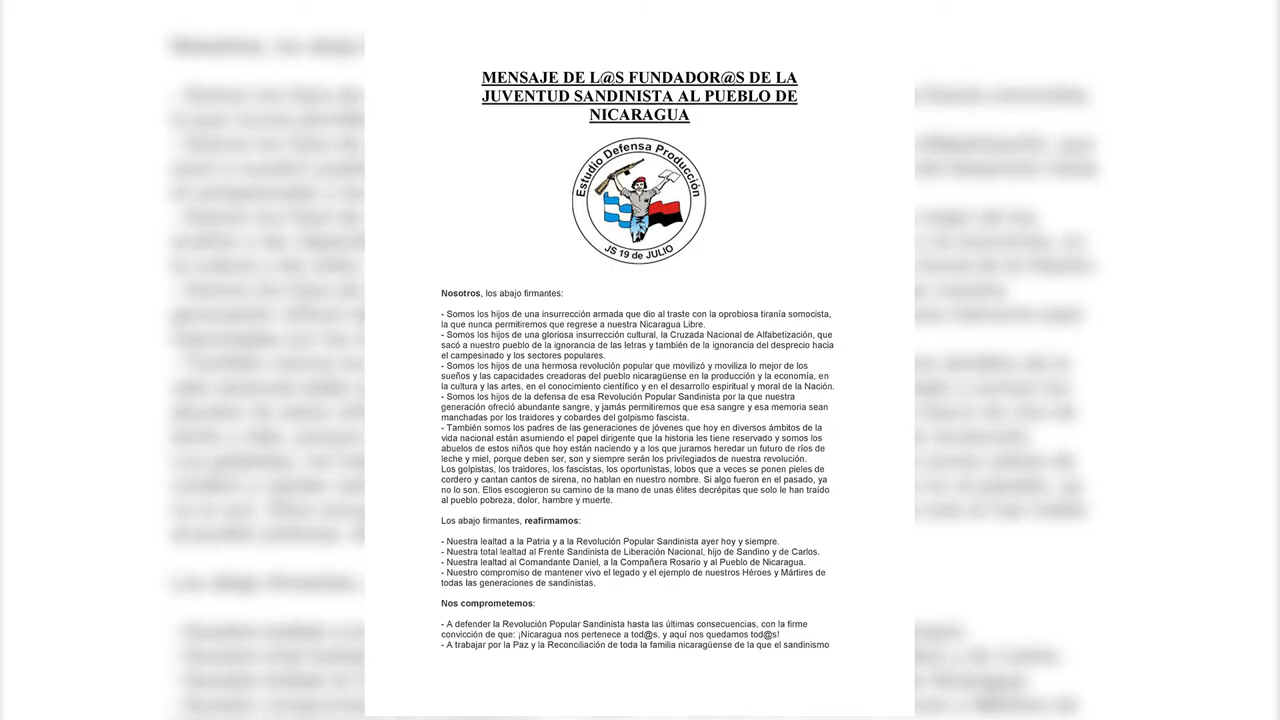 MENSAJE DE L@S FUNDADOR@S DE LA
JUVENTUD SANDINISTA AL PUEBLO DE
NICARAGUA
Estudio Defensa Producción
JS 19 de JULIO
Nosotros, los abajo firmantes:
- Somos los hijos de una insurrección armada que dio al traste con la oprobiosa tiranía somocista,
la que nunca permitiremos que regrese a nuestra Nicaragua Libre.
- Somos los hijos de una gloriosa insurrección cultural, la Cruzada Nacional de Alfabetización, que
sacó a nuestro pueblo de la ignorancia de las letras y también de la ignorancia del desprecio hacia
el campesinado y los sectores populares.
- Somos los hijos de una hermosa revolución popular que movilizó y moviliza lo mejor de los
sueños y las capacidades creadoras del pueblo nicaragüense en la producción y la economía, en
la cultura y las artes, en el conocimiento científico y en el desarrollo espiritual y moral de la Nación.
- Somos los hijos de la defensa de esa Revolución Popular Sandinista por la que nuestra
generación ofreció abundante sangre, y jamás permitiremos que esa sangre y esa memoria sean
manchadas por los traidores y cobardes del golpismo fascista.
- También somos los padres de las generaciones de jóvenes que hoy en diversos ámbitos de la
vida nacional están asumiendo el papel dirigente que la historia les tiene reservado y somos los
abuelos de estos niños que hoy están naciendo y a los que juramos heredar un futuro de ríos de
leche y miel, porque deben ser, son y siempre serán los privilegiados de nuestra revolución.
Los golpistas, los traidores, los fascistas, los oportunistas, lobos que a veces se ponen pieles de
cordero y cantan cantos de sirena, no hablan en nuestro nombre. Si algo fueron en el pasado, ya
no lo son. Ellos escogieron su camino de la mano de unas élites decrépitas que solo le han traído
al pueblo pobreza, dolor, hambre y muerte.
Los abajo firmantes, reafirmamos:
- Nuestra lealtad a la Patria y a la Revolución Popular Sandinista ayer hoy y siempre.
- Nuestra total lealtad al Frente Sandinista de Liberación Nacional, hijo de Sandino y de Carlos.
- Nuestra lealtad al Comandante Daniel, a la Compañera Rosario y al Pueblo de Nicaragua.
- Nuestro compromiso de mantener vivo el legado y el ejemplo de nuestros Héroes y Mártires de
todas las generaciones de sandinistas.
Nos comprometemos:
- A defender la Revolución Popular Sandinista hasta las últimas consecuencias, con la firme
convicción de que: ¡Nicaragua nos pertenece a tod@s, y aquí nos quedamos tod@s!
- A trabajar por la Paz y la Reconciliación de toda la familia nicaragüense de la que el sandinismo